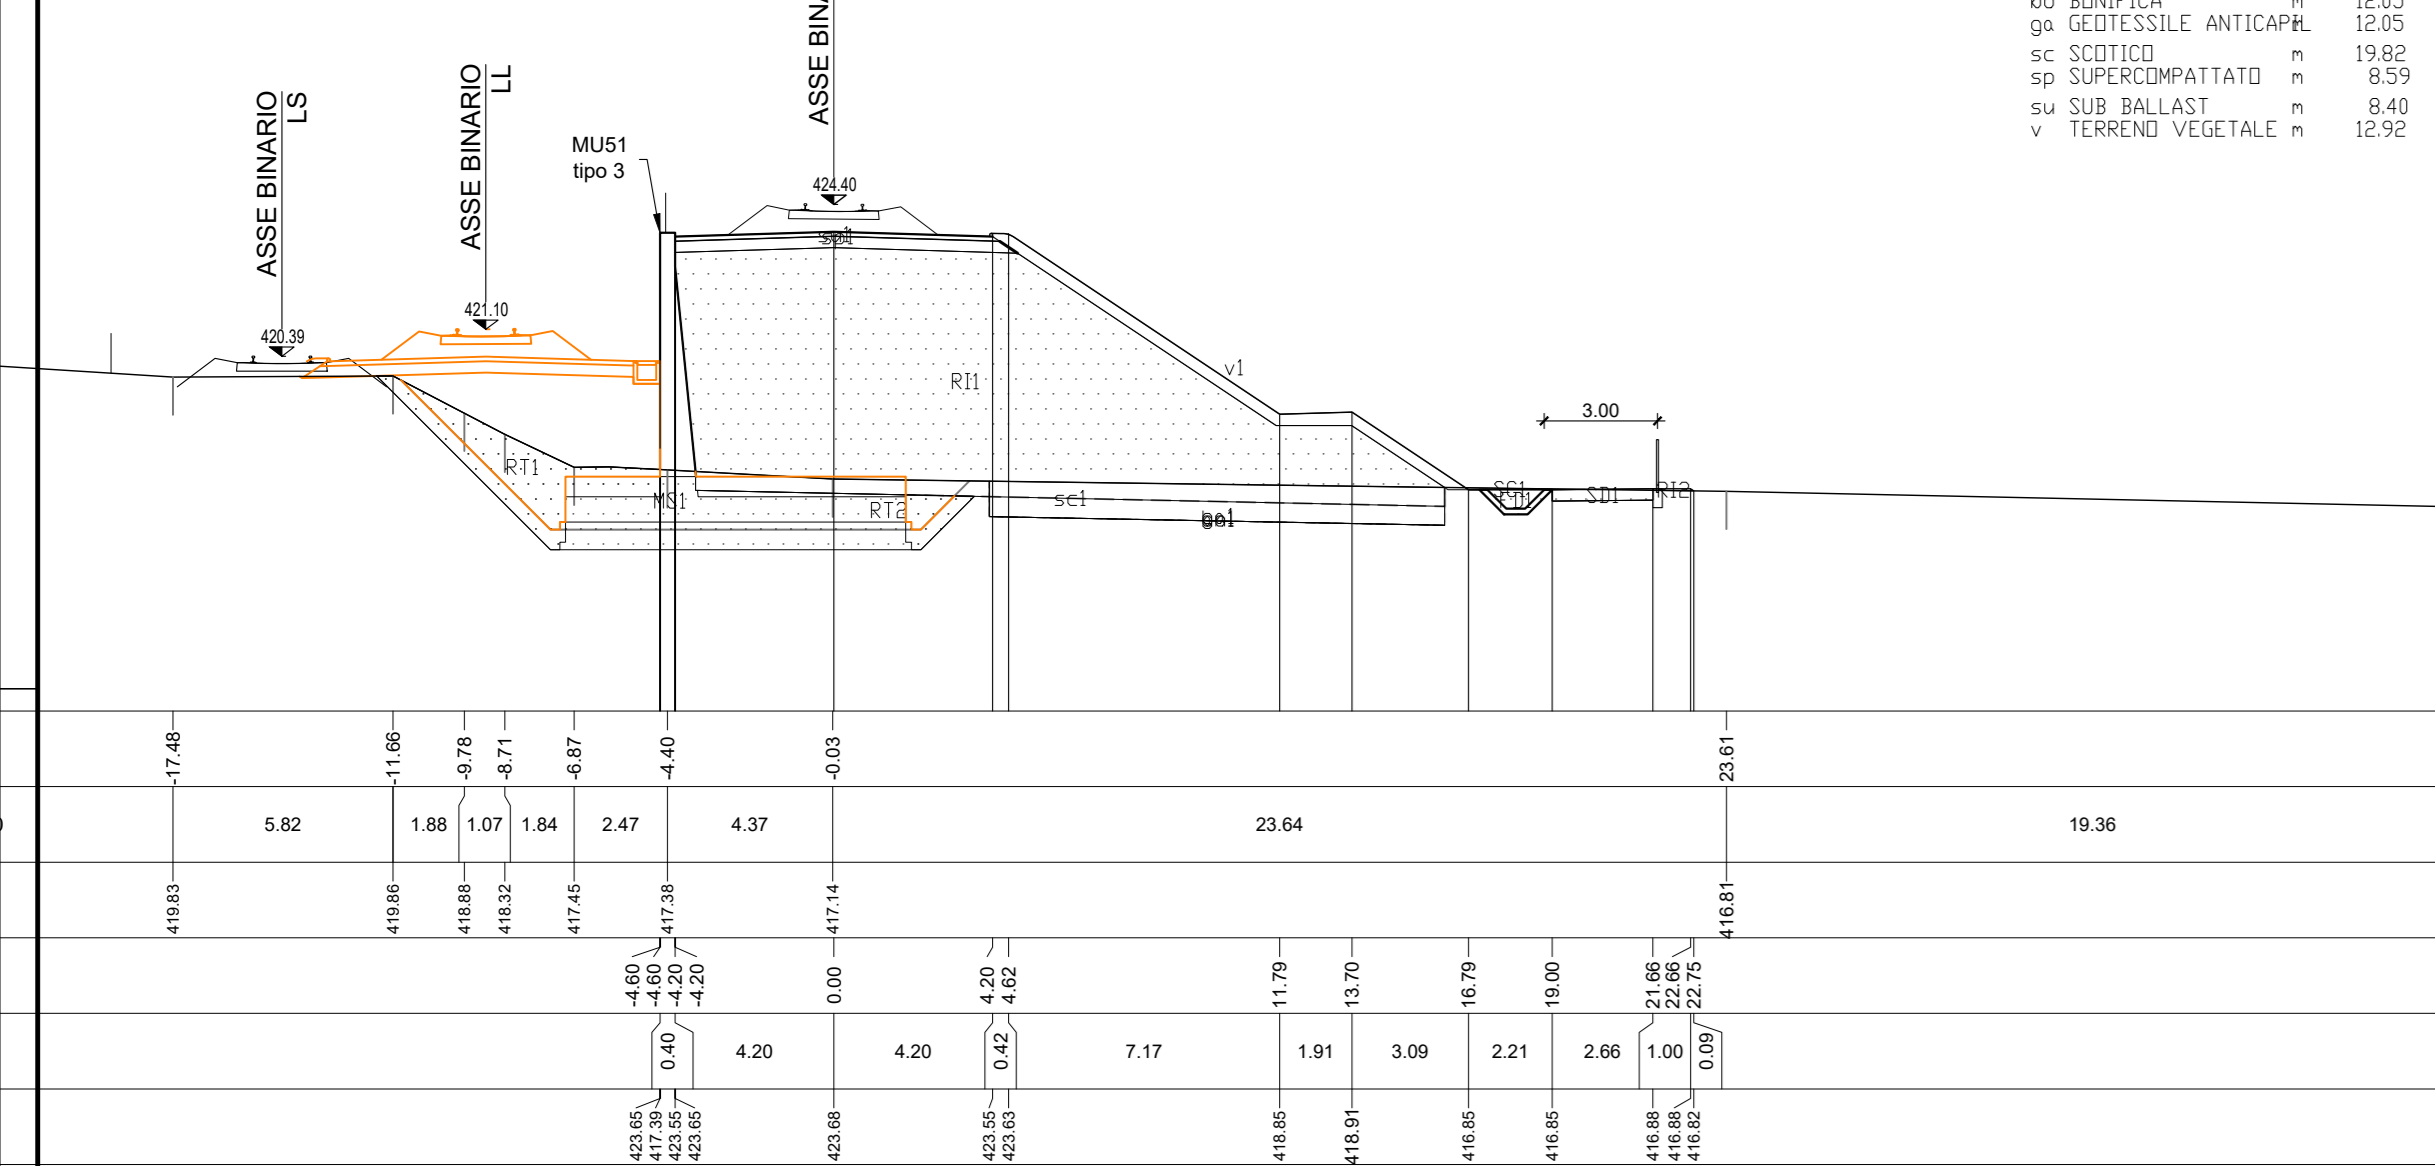 ga GEOTESSILE ANTICAPIL m 12.05
sc SCOTICO m 19.82
sp SUPERCOMPATTATO m 8.59
su SUB BALLAST m 8.40
v TERRENO VEGETALE m 12.92
ASSE BINARIO
LS
ASSE BINARIO
LL
ASSE
MU51
tipo 3
424.40
421.10
420.39
3.00
v1
RI1
RT1
MS1
RT2
sc1
SD1
RI2
-17.48 -11.66 -9.78 -8.71 -6.87 -4.40 -0.03 23.61
5.82 1.88 1.07 1.84 2.47 4.37 23.64 19.36
419.83 419.86 418.88 418.32 417.45 417.38 417.14 416.81
-4.60 -4.60 -4.20 -4.20 0.00 4.20 4.62 11.79 13.70 16.79 19.00 21.66 22.66 22.75
0.40 4.20 4.20 0.42 7.17 1.91 3.09 2.21 2.66 1.00 0.09
423.65 417.39 423.55 423.65 423.68 423.55 423.63 418.85 418.91 416.85 416.85 416.88 416.88 416.82